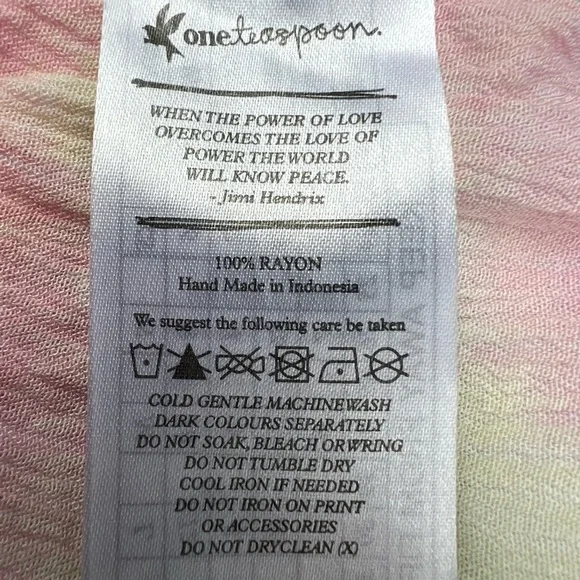 oneteaspoon.
WHEN THE POWER OF LOVE
OVERCOMES THE LOVE OF
POWER THE WORLD
WILL KNOW PEACE.
- Jimi Hendrix
100% RAYON
Hand Made in Indonesia
We suggest the following care be taken
COLD GENTLE MACHINE WASH
DARK COLOURS SEPARATELY
DO NOT SOAK, BLEACH OR WRING
DO NOT TUMBLE DRY
COOL IRON IF NEEDED
DO NOT IRON ON PRINT
OR ACCESSORIES
DO NOT DRYCLEAN (X)